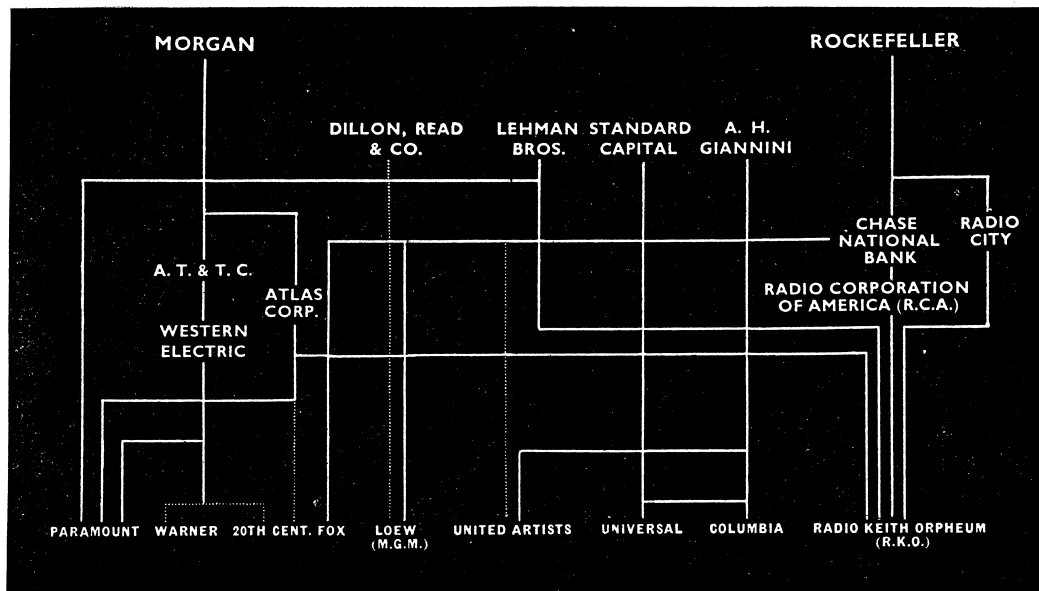 MORGAN
ROCKEFELLER
DILLON, READ
& CO.
LEHMAN
BROS.
STANDARD
CAPITAL
A. H.
GIANNINI
CHASE
NATIONAL
BANK
RADIO
CITY
A. T. & T. C.
ATLAS
CORP.
RADIO CORPORATION
OF AMERICA (R.C.A.)
WESTERN
ELECTRIC
PARAMOUNT
WARNER
20TH CENT. FOX
LOEW
(M.G.M.)
UNITED ARTISTS
UNIVERSAL
COLUMBIA
RADIO KEITH ORPHEUM
(R.K.O.)